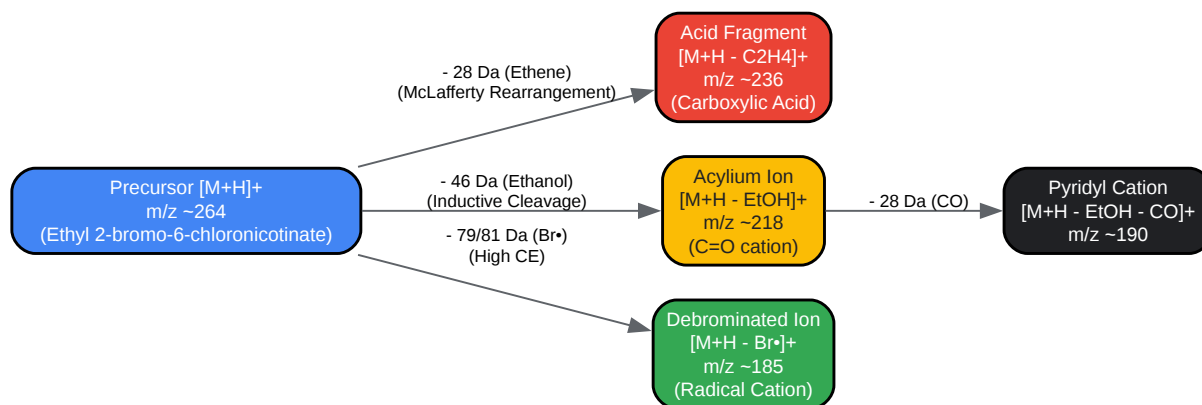 Acid Fragment
[M+H - C2H4]+
m/z ~236
(Carboxylic Acid)
- 28 Da (Ethene)
(McLafferty Rearrangement)
Precursor [M+H]+
m/z ~264
(Ethyl 2-bromo-6-chloronicotinate)
- 46 Da (Ethanol)
(Inductive Cleavage)
Acylium Ion
[M+H - EtOH]+
m/z ~218
(C=O cation)
- 28 Da (CO)
Pyridyl Cation
[M+H - EtOH - CO]+
m/z ~190
- 79/81 Da (Br•)
(High CE)
Debrominated Ion
[M+H - Br•]+
m/z ~185
(Radical Cation)